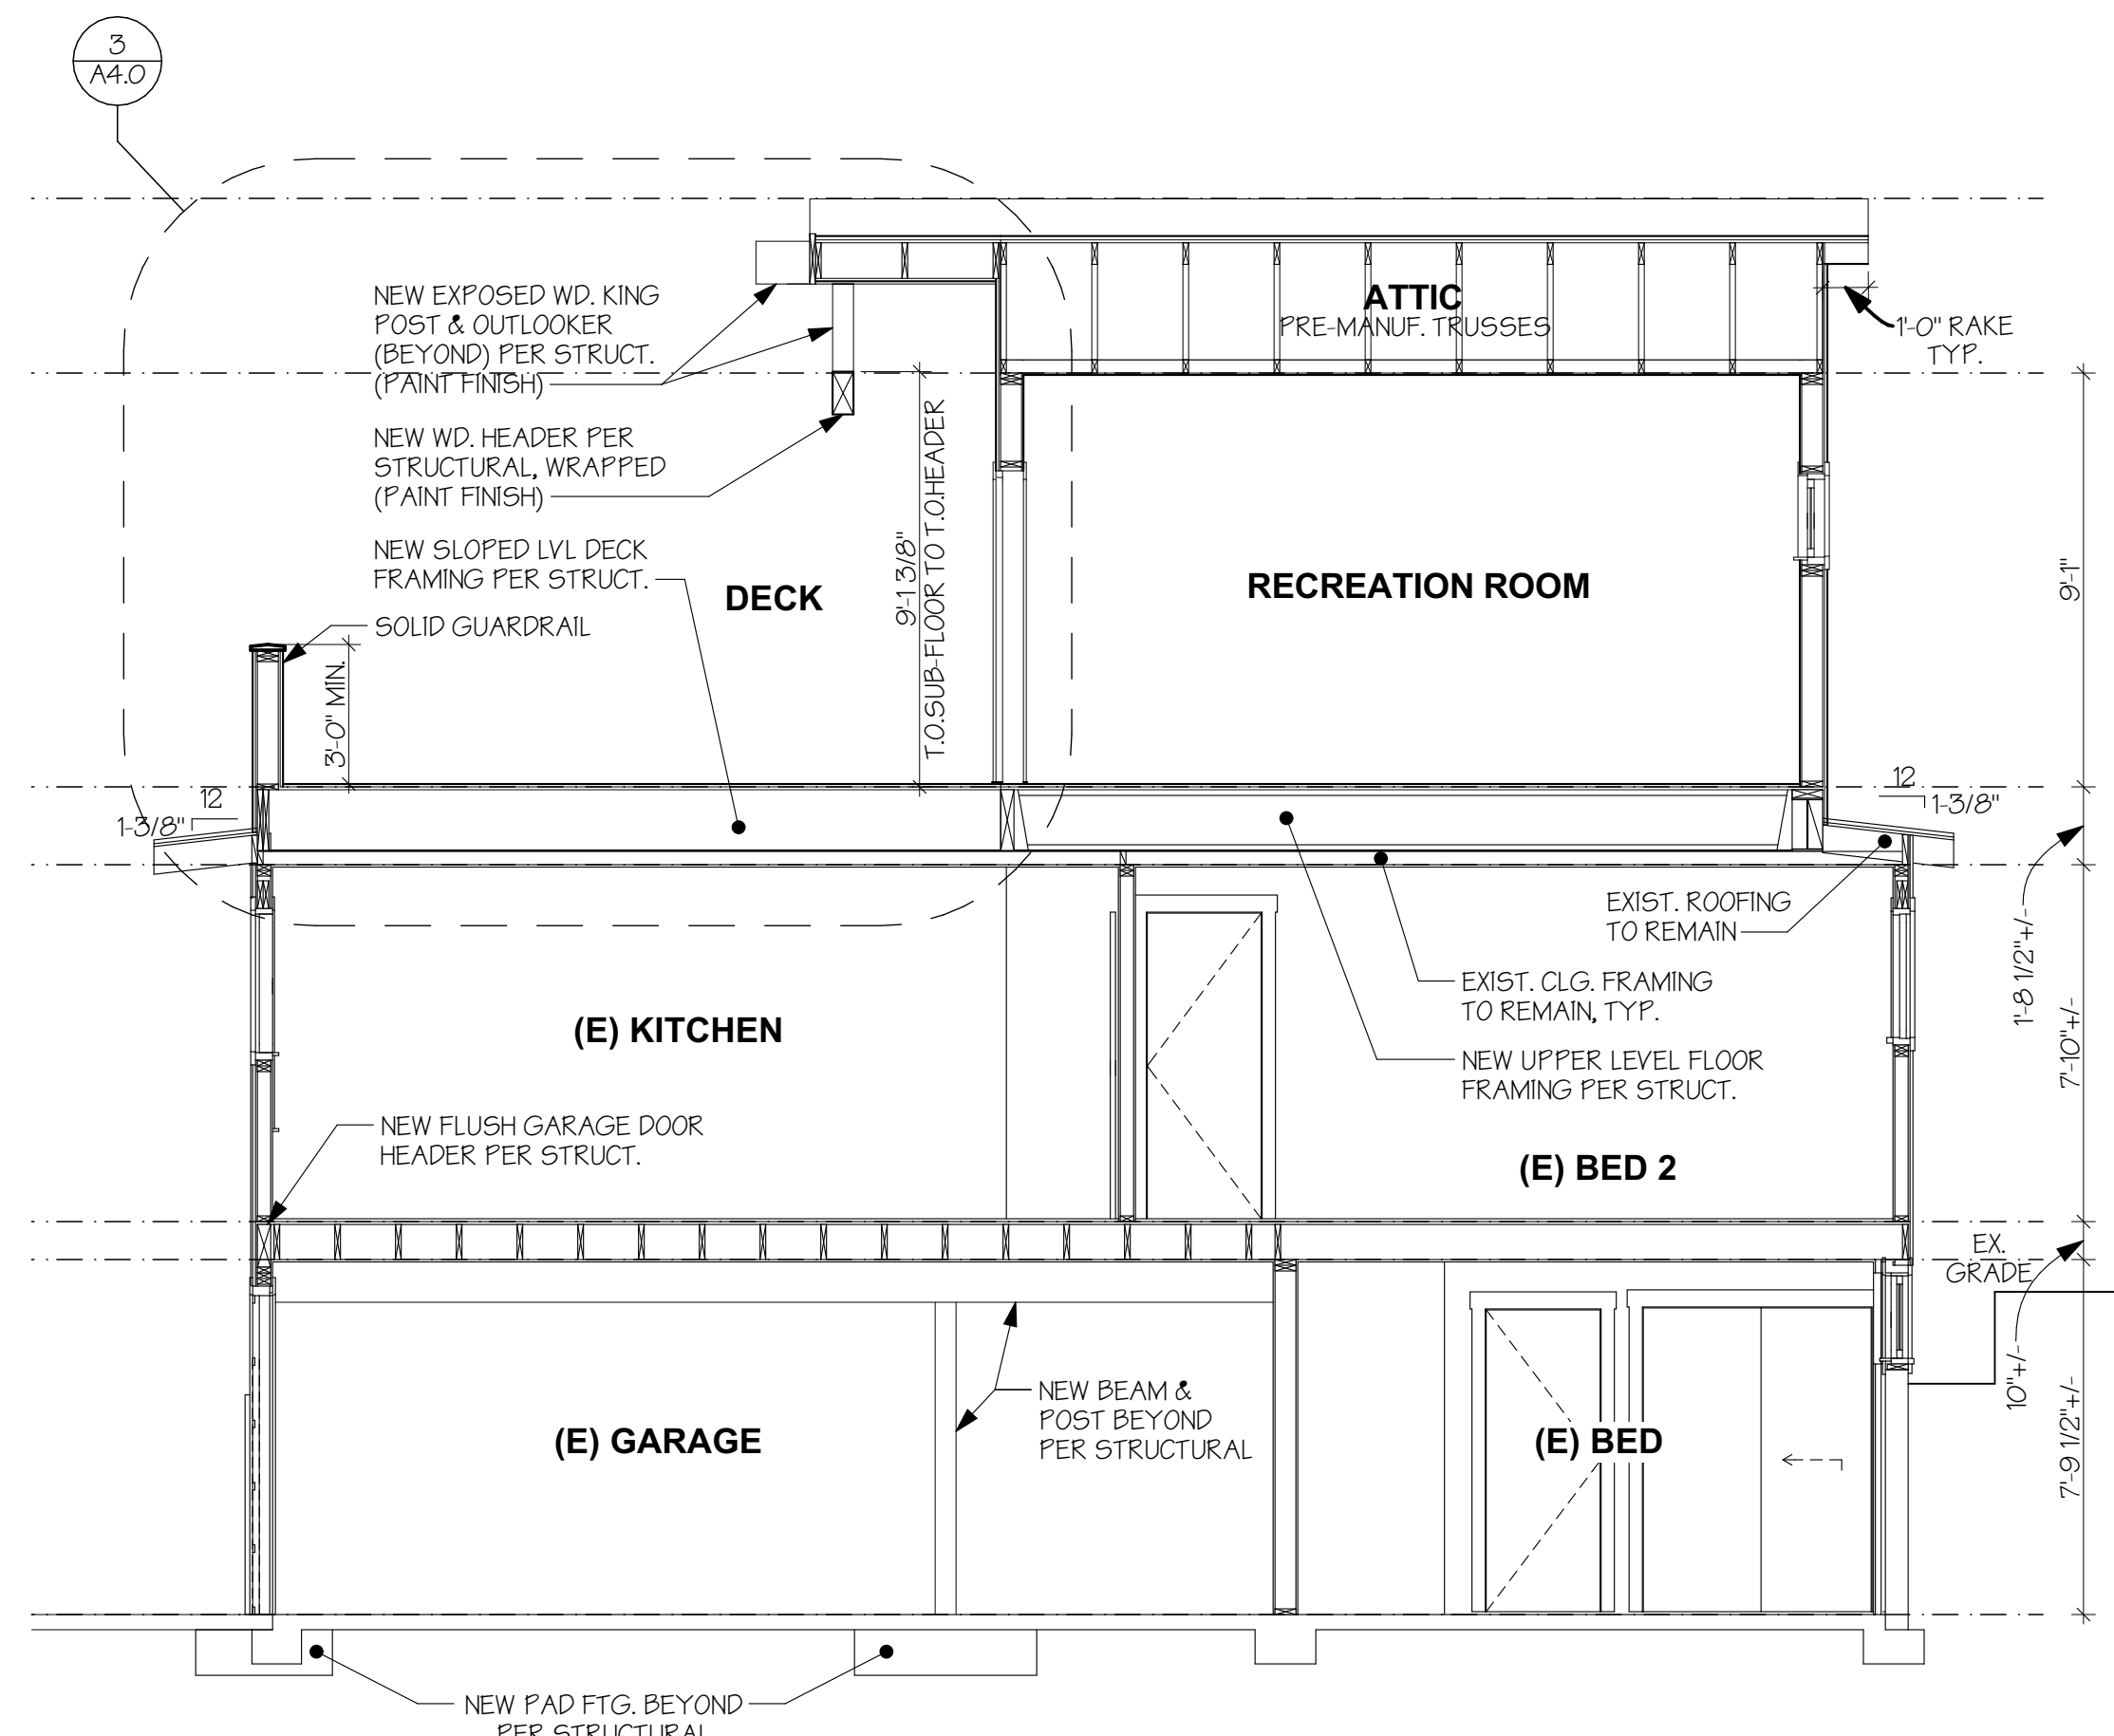 3
A4.0
NEW EXPOSED WD. KING
POST & OUTLOOKER
(BEYOND) PER STRUCT.
(PAINT FINISH)
ATTIC
PRE-MANUF. TRUSSES
1'-0" RAKE
TYP.
NEW WD. HEADER PER
STRUCTURAL, WRAPPED
(PAINT FINISH)
9'-1 3/8"
T.O.SUB-FLOOR TO T.O.HEADER
NEW SLOPED LVL DECK
FRAMING PER STRUCT.
DECK
RECREATION ROOM
9'-1"
SOLID GUARDRAIL
3'-0" MIN.
12
1-3/8"
12
1-3/8"
EXIST. ROOFING
TO REMAIN
1'-8 1/2"+/-
EXIST. CLG. FRAMING
TO REMAIN, TYP.
(E) KITCHEN
7'-10"+/-
NEW UPPER LEVEL FLOOR
FRAMING PER STRUCT.
NEW FLUSH GARAGE DOOR
HEADER PER STRUCT.
(E) BED 2
EX.
GRADE
10"+/-
NEW BEAM &
POST BEYOND
PER STRUCTURAL
(E) GARAGE
(E) BED
7'-9 1/2"+/-
NEW PAD FTG. BEYOND
PER STRUCTURAL